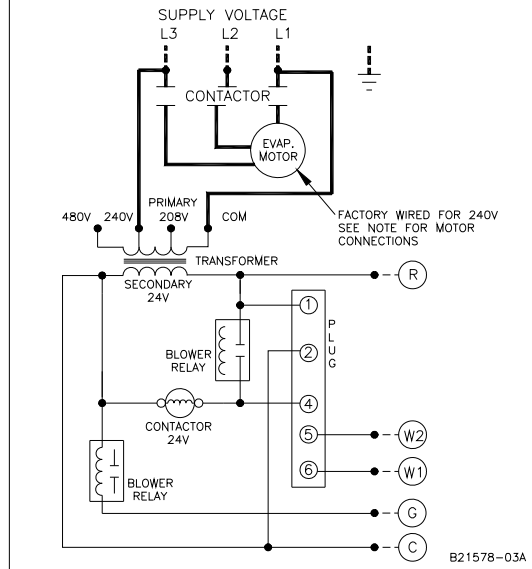 SUPPLY VOLTAGE
L3 L2 L1
CONTACTOR
EVAP.
MOTOR
PRIMARY
480V 240V 208V COM
FACTORY WIRED FOR 240V
SEE NOTE FOR MOTOR
CONNECTIONS
TRANSFORMER
SECONDARY
24V
R
1
PLUG
2
BLOWER
RELAY
4
CONTACTOR
24V
5
W2
6
W1
BLOWER
RELAY
G
C
B21578-03A